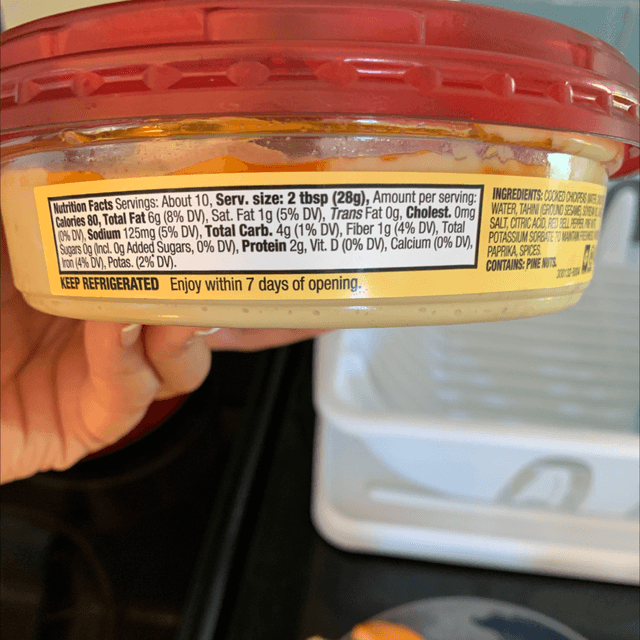 Nutrition Facts Servings: About 10, Serv. size: 2 tbsp (28g), Amount per serving:
Calories 80, Total Fat 6g (8% DV), Sat. Fat 1g (5% DV), Trans Fat 0g, Cholest. 0mg
(0% DV), Sodium 125mg (5% DV), Total Carb. 4g (1% DV), Fiber 1g (4% DV), Total
Sugars 0g (Incl. 0g Added Sugars, 0% DV), Protein 2g, Vit. D (0% DV), Calcium (0% DV),
Iron (4% DV), Potas. (2% DV).
KEEP REFRIGERATED Enjoy within 7 days of opening.
INGREDIENTS: COOKED CHICKPEAS
WATER, TAHINI (GROUND SESAME),
SALT, CITRIC ACID, RED BELL PEPPER, PINE NUTS,
POTASSIUM SORBATE TO MAINTAIN FRESHNESS,
PAPRIKA, SPICES.
CONTAINS: PINE NUTS.